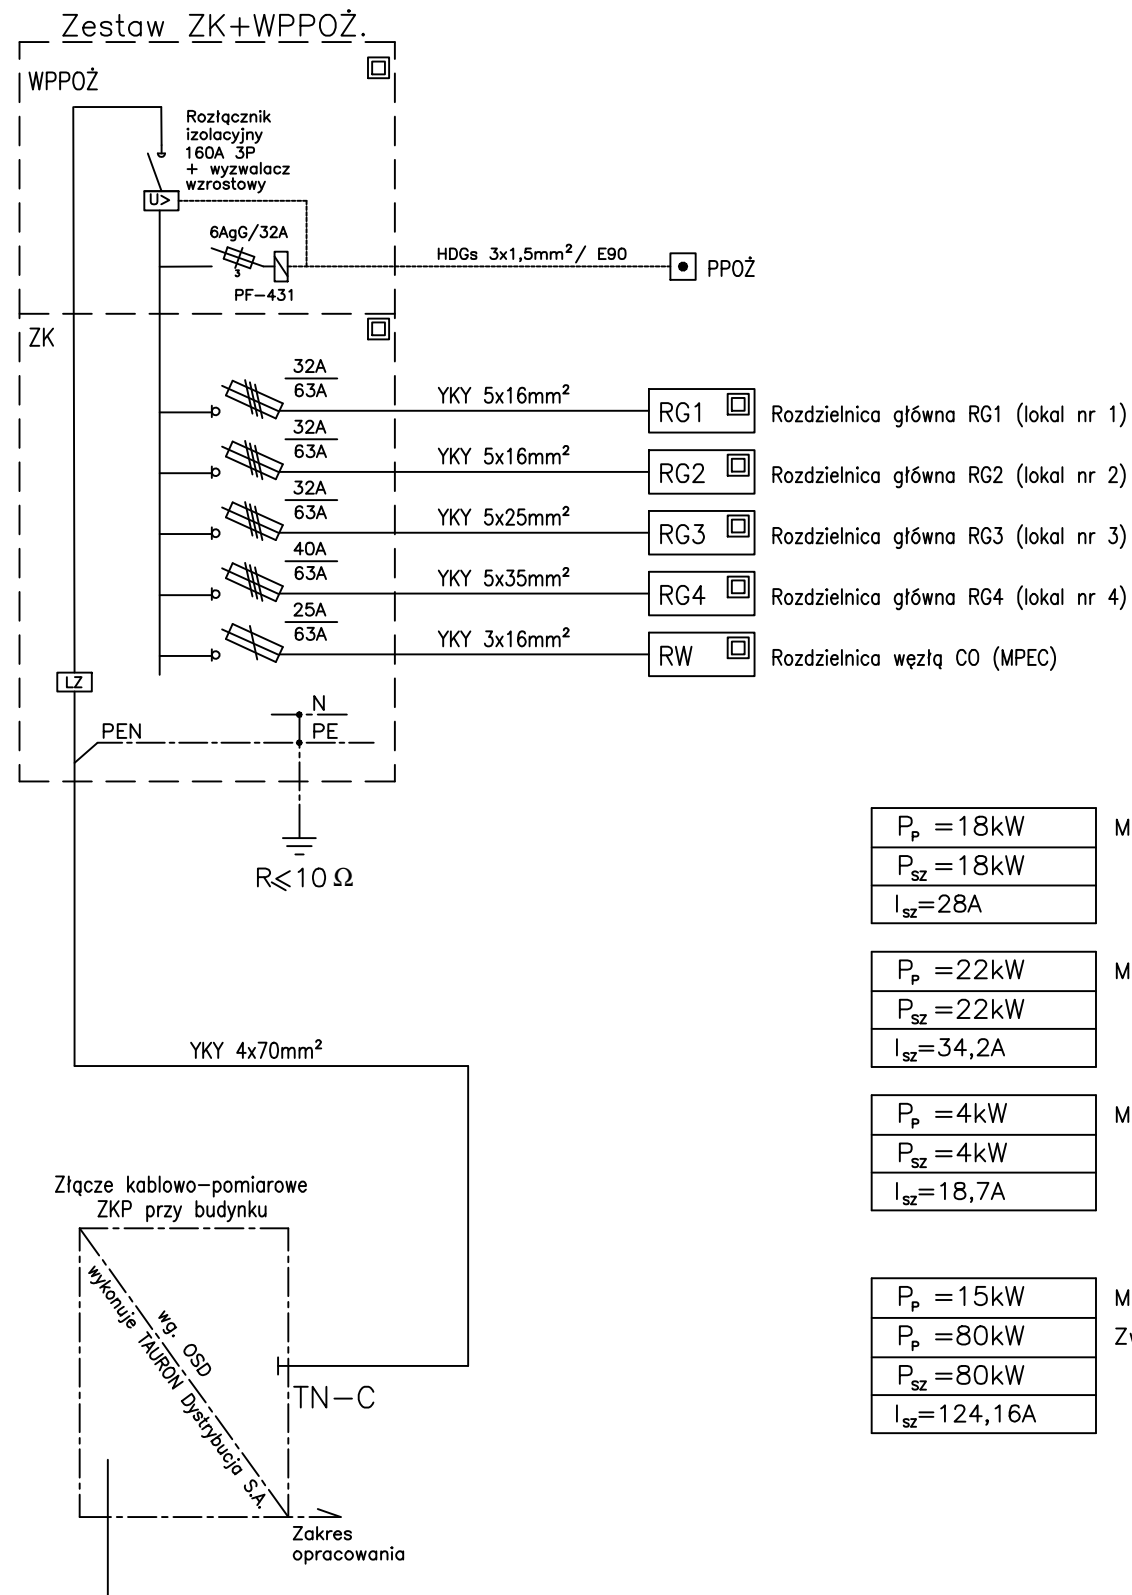 Zestaw ZK+WPPOŻ.
WPPOŻ
Rozłącznik
izolacyjny
160A 3P
+ wyzwalacz
wzrostowy
U>
6AgG/32A
3
PF-431
HDGs 3x1,5mm²/ E90
PPOŻ
ZK
32A
63A
YKY 5x16mm²
RG1
Rozdzielnica główna RG1 (lokal nr 1)
32A
63A
YKY 5x16mm²
RG2
Rozdzielnica główna RG2 (lokal nr 2)
32A
63A
YKY 5x25mm²
RG3
Rozdzielnica główna RG3 (lokal nr 3)
40A
63A
YKY 5x35mm²
RG4
Rozdzielnica główna RG4 (lokal nr 4)
25A
63A
YKY 3x16mm²
RW
Rozdzielnica węzłą CO (MPEC)
LZ
N
PEN
PE
R⩽10 Ω
Pp =18kW
M
Psz =18kW
Isz=28A
Pp =22kW
M
Psz =22kW
Isz=34,2A
YKY 4x70mm²
Pp =4kW
M
Psz =4kW
Isz=18,7A
Złącze kablowo-pomiarowe
ZKP przy budynku
wg. OSD
wykonuje TAURON Dystrybucja S.A.
TN-C
Pp =15kW
M
Pp =80kW
Psz =80kW
Isz=124,16A
Zakres
opracowania